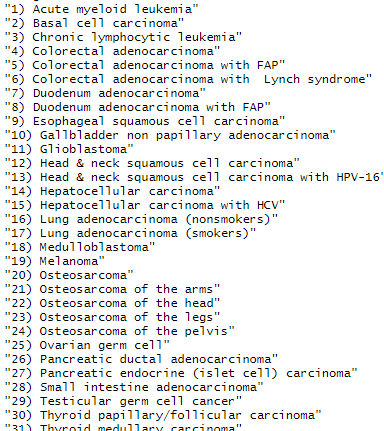 "1) Acute myeloid leukemia"
"2) Basal cell carcinoma"
"3) Chronic lymphocytic leukemia"
"4) Colorectal adenocarcinoma"
"5) Colorectal adenocarcinoma with FAP"
"6) Colorectal adenocarcinoma with  Lynch syndrome"
"7) Duodenum adenocarcinoma"
"8) Duodenum adenocarcinoma with FAP"
"9) Esophageal squamous cell carcinoma"
"10) Gallbladder non papillary adenocarcinoma"
"11) Glioblastoma"
"12) Head & neck squamous cell carcinoma"
"13) Head & neck squamous cell carcinoma with HPV-16"
"14) Hepatocellular carcinoma"
"15) Hepatocellular carcinoma with HCV"
"16) Lung adenocarcinoma (nonsmokers)"
"17) Lung adenocarcinoma (smokers)"
"18) Medulloblastoma"
"19) Melanoma"
"20) Osteosarcoma"
"21) Osteosarcoma of the arms"
"22) Osteosarcoma of the head"
"23) Osteosarcoma of the legs"
"24) Osteosarcoma of the pelvis"
"25) Ovarian germ cell"
"26) Pancreatic ductal adenocarcinoma"
"27) Pancreatic endocrine (islet cell) carcinoma"
"28) Small intestine adenocarcinoma"
"29) Testicular germ cell cancer"
"30) Thyroid papillary/follicular carcinoma"
"31) Thyroid medullary carcinoma"